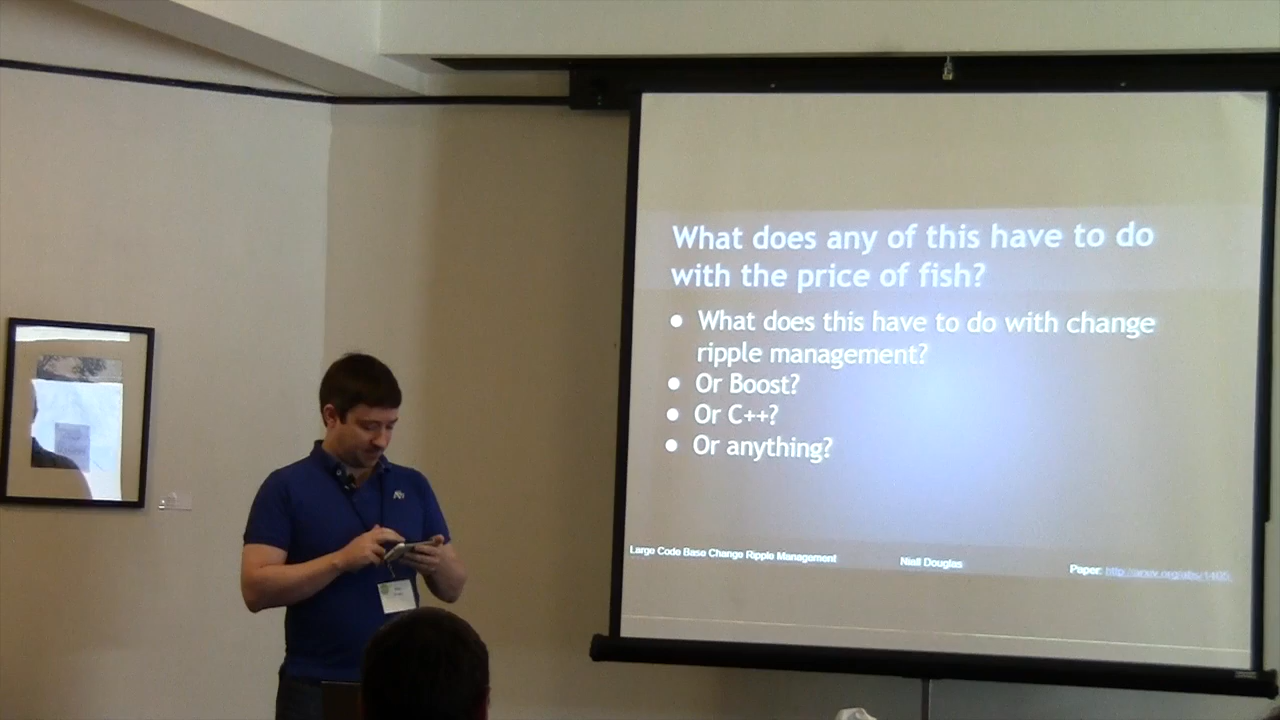 What does any of this have to do
with the price of fish?
● What does this have to do with change
ripple management?
● Or Boost?
● Or C++?
● Or anything?
Large Code Base Change Ripple Management
Niall Douglas
Paper: